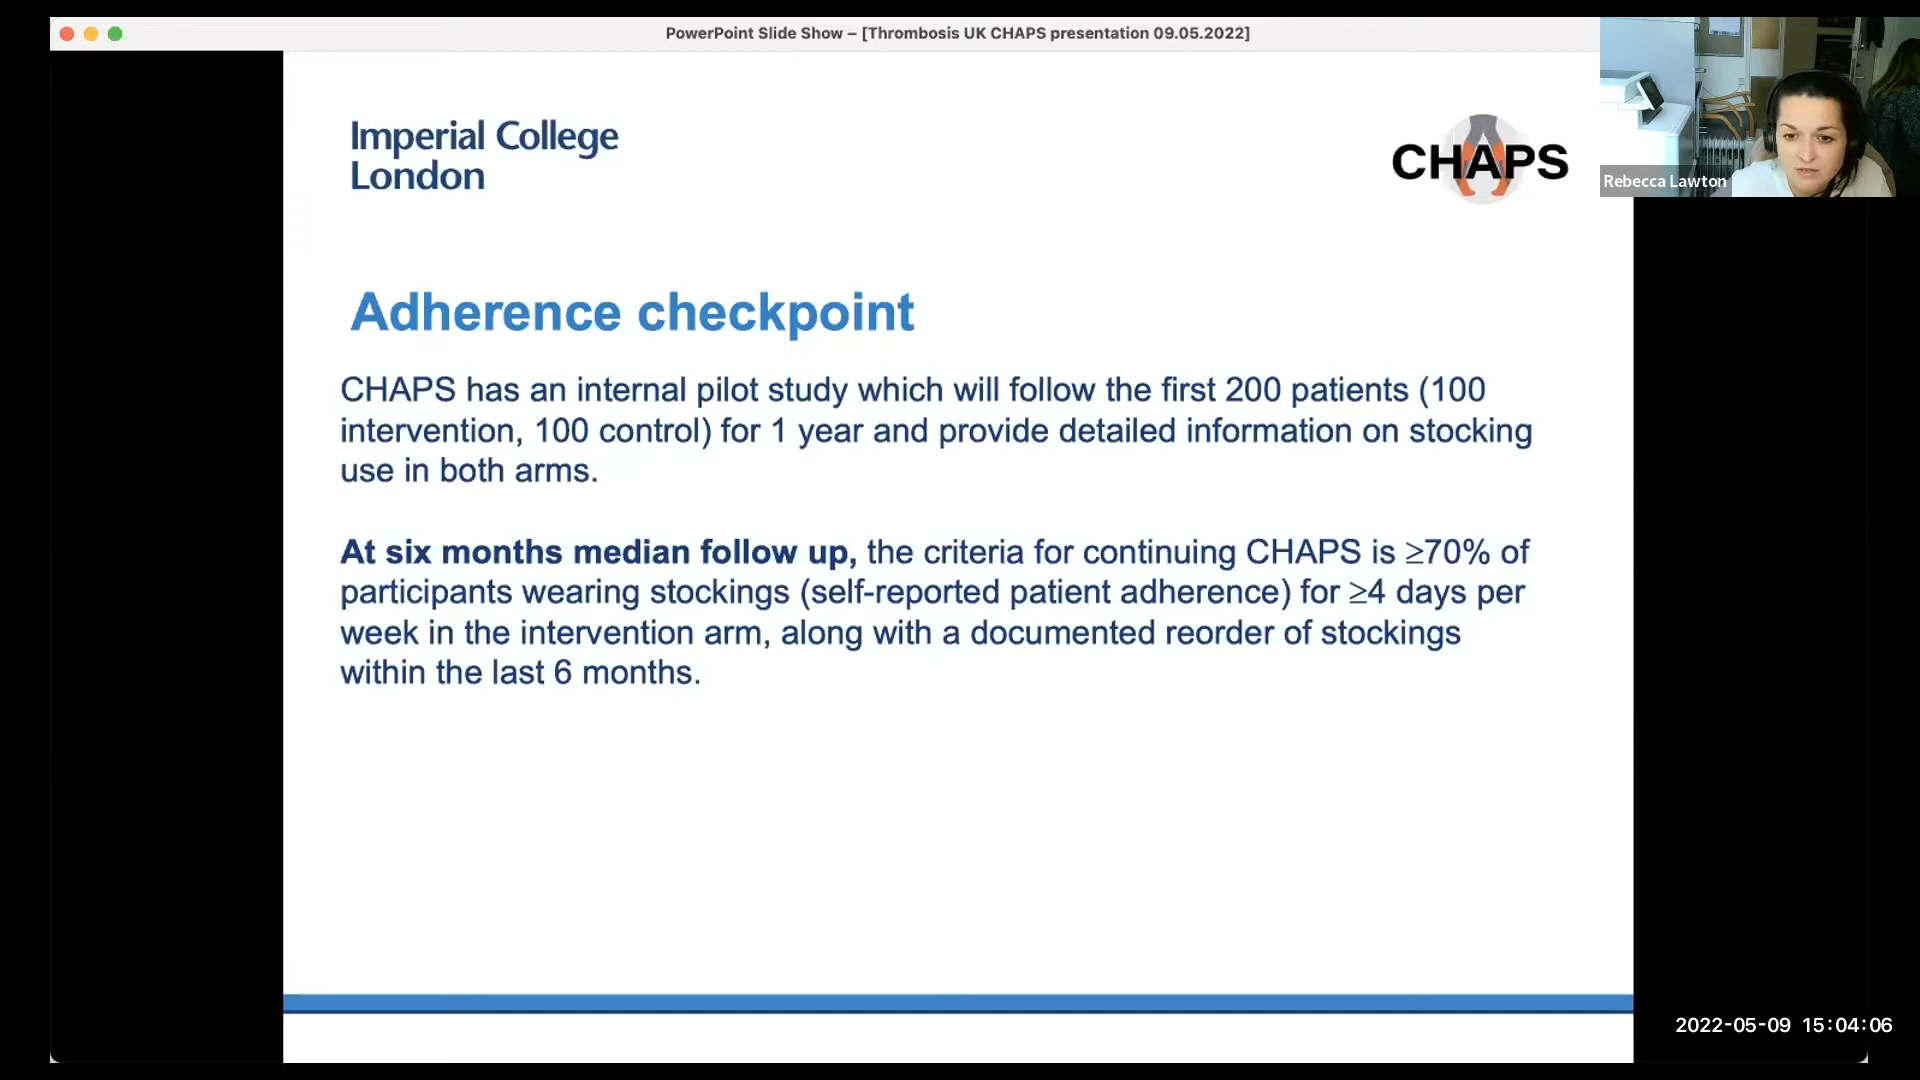 PowerPoint Slide Show – [Thrombosis UK CHAPS presentation 09.05.2022]
Imperial College
London
CHAPS
Rebecca Lawton
Adherence checkpoint
CHAPS has an internal pilot study which will follow the first 200 patients (100
intervention, 100 control) for 1 year and provide detailed information on stocking
use in both arms.
At six months median follow up, the criteria for continuing CHAPS is ≥70% of
participants wearing stockings (self-reported patient adherence) for ≥4 days per
week in the intervention arm, along with a documented reorder of stockings
within the last 6 months.
2022-05-09 15:04:06